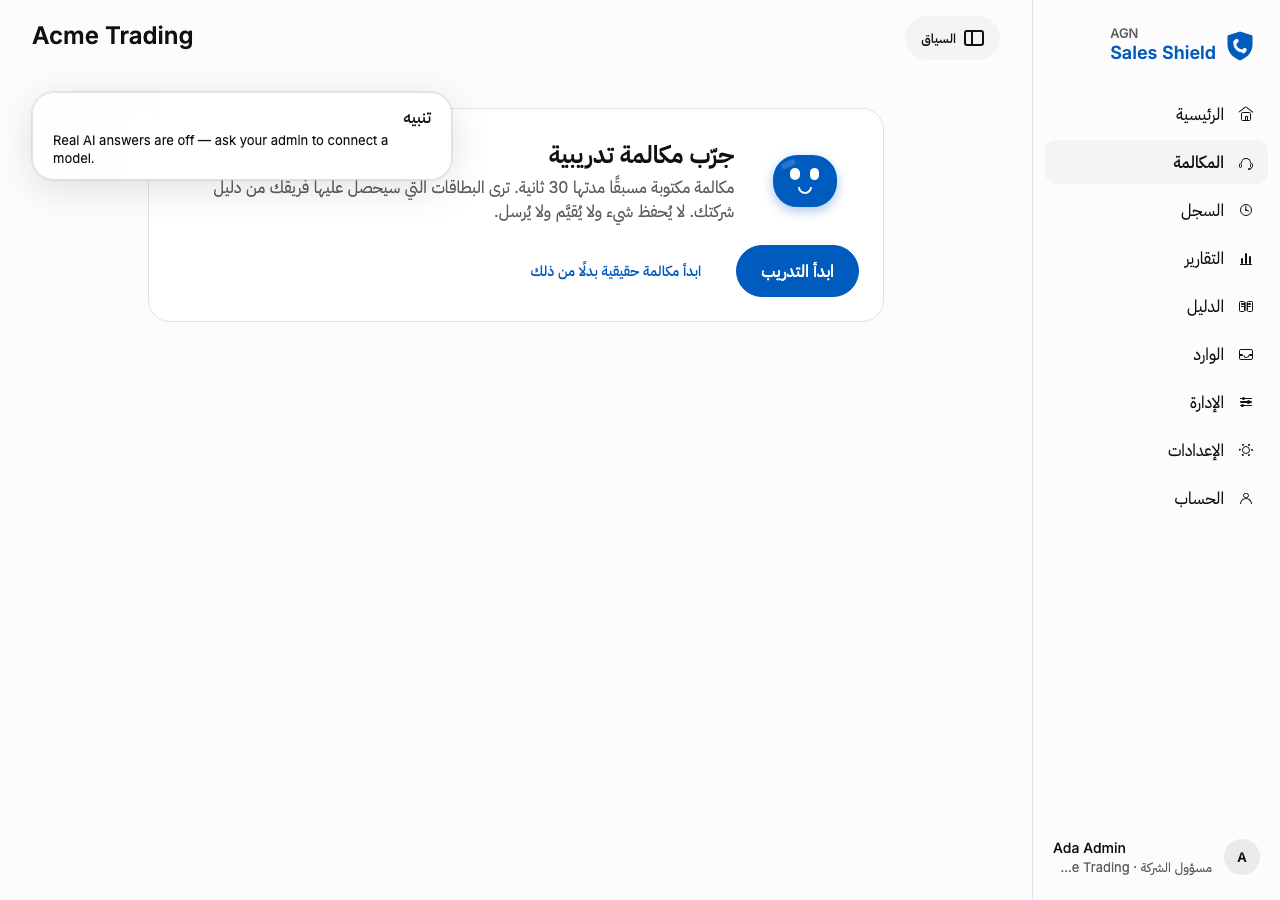 AGN
Sales Shield
الرئيسية
المكالمة
السجل
التقارير
الدليل
الوارد
الإدارة
الإعدادات
الحساب
A
Ada Admin
مسؤول الشركة · e Trading...
السياق
Acme Trading
تنبيه
Real AI answers are off — ask your admin to connect a
model.
جرّب مكالمة تدريبية
مكالمة مكتوبة مسبقًا مدتها 30 ثانية. ترى البطاقات التي سيحصل عليها فريقك من دليل
شركتك. لا يُحفظ شيء ولا يُقيَّم ولا يُرسل.
ابدأ التدريب
ابدأ مكالمة حقيقية بدلًا من ذلك